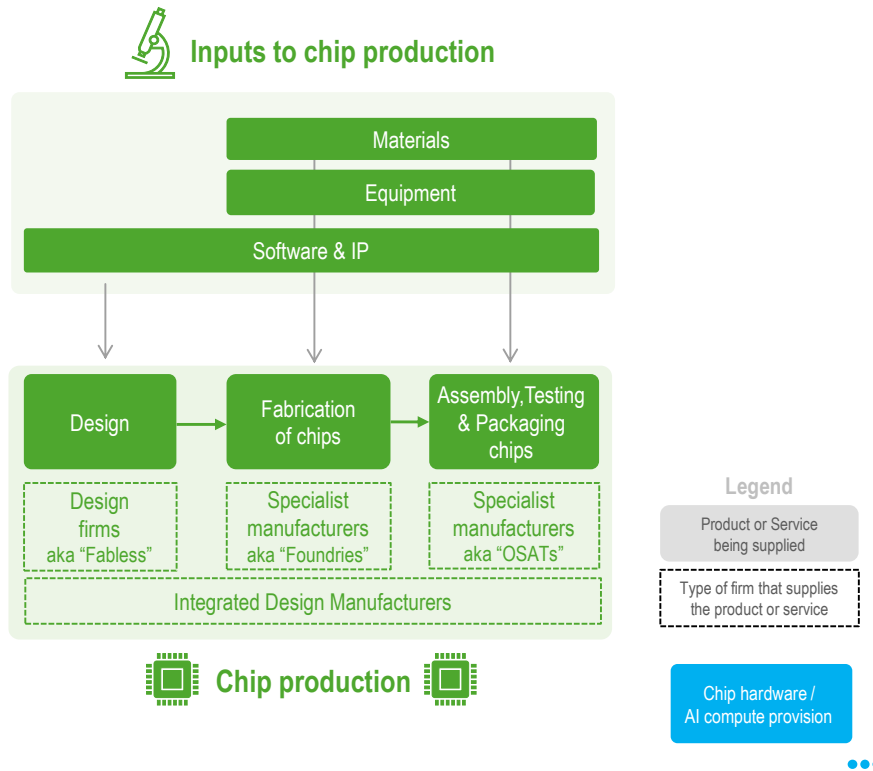 Inputs to chip production
Materials
Equipment
Software & IP
Design
Fabrication
of chips
Assembly,Testing
& Packaging
chips
Design
firms
aka “Fabless”
Specialist
manufacturers
aka “Foundries”
Specialist
manufacturers
aka “OSATs”
Integrated Design Manufacturers
Chip production
Legend
Product or Service
being supplied
Type of firm that supplies
the product or service
Chip hardware /
AI compute provision